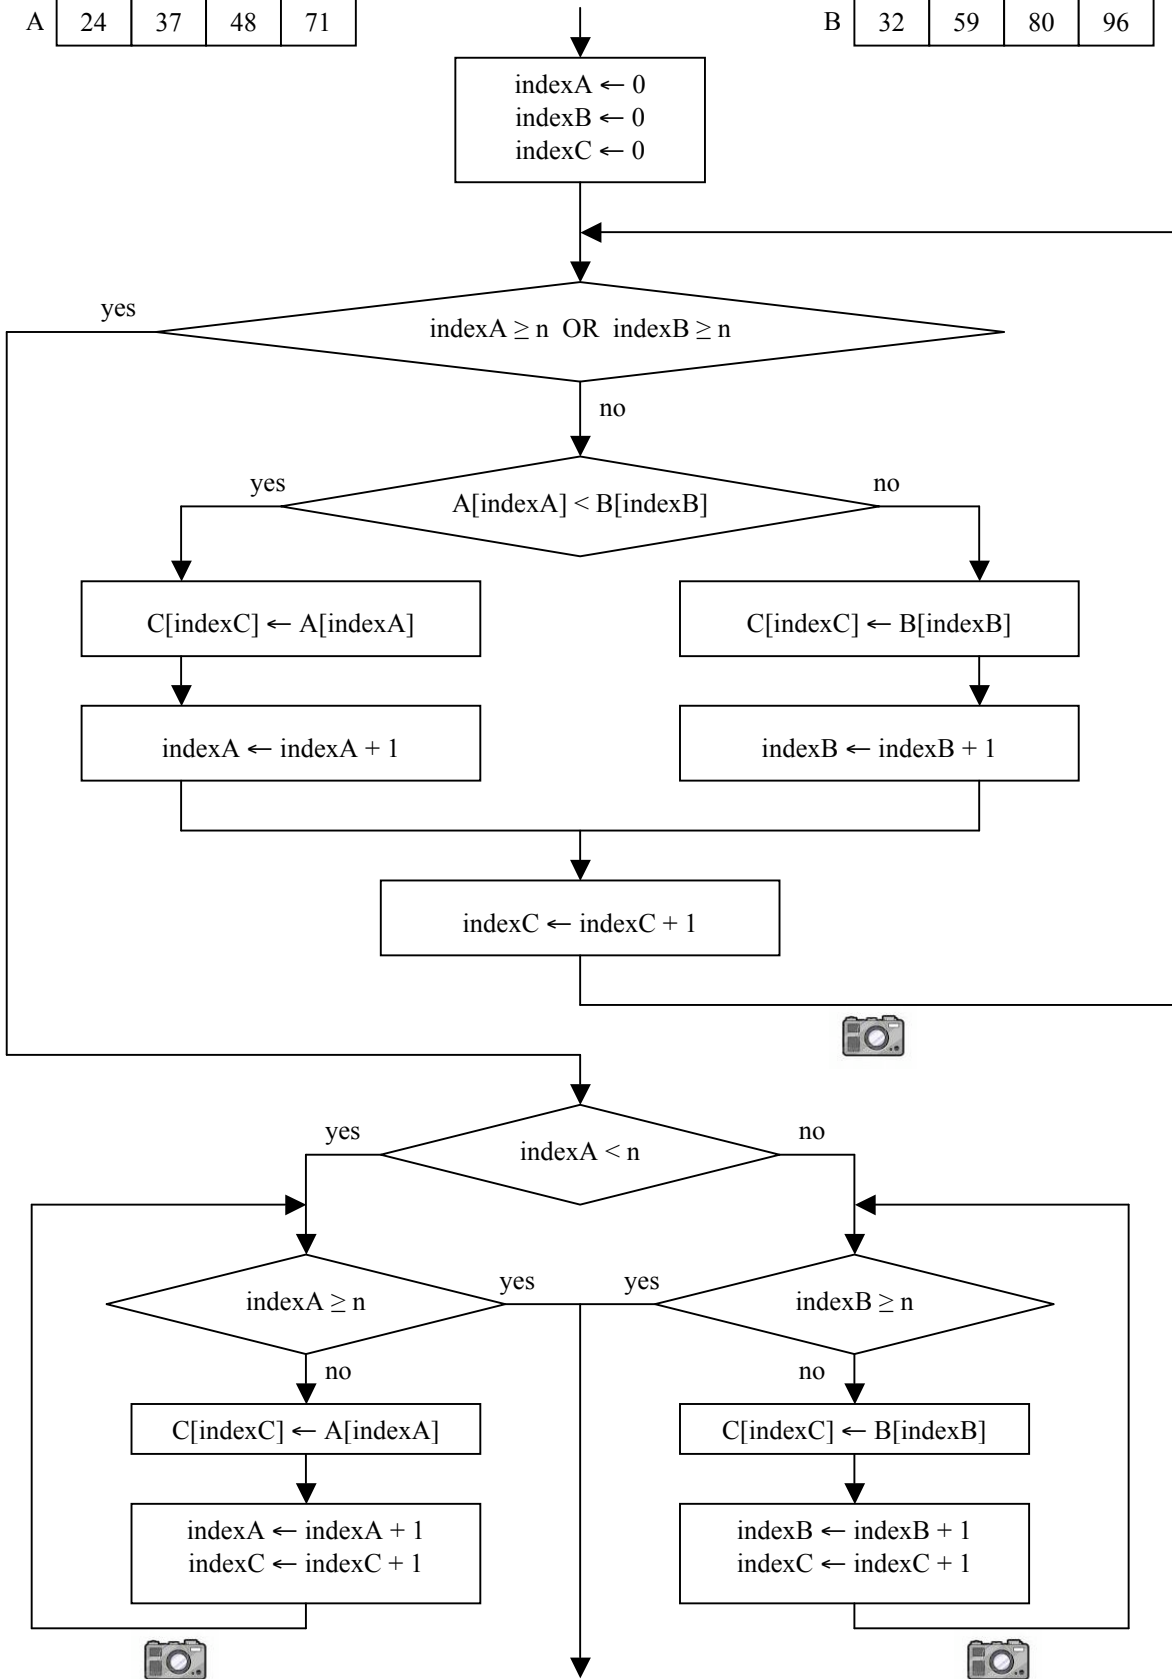 A 24 37 48 71
B 32 59 80 96
indexA ← 0
indexB ← 0
indexC ← 0
yes
indexA ≥ n OR indexB ≥ n
no
yes
A[indexA] < B[indexB]
no
C[indexC] ← A[indexA]
C[indexC] ← B[indexB]
indexA ← indexA + 1
indexB ← indexB + 1
indexC ← indexC + 1
yes
indexA < n
no
indexA ≥ n
yes
yes
indexB ≥ n
no
no
C[indexC] ← A[indexA]
C[indexC] ← B[indexB]
indexA ← indexA + 1
indexC ← indexC + 1
indexB ← indexB + 1
indexC ← indexC + 1